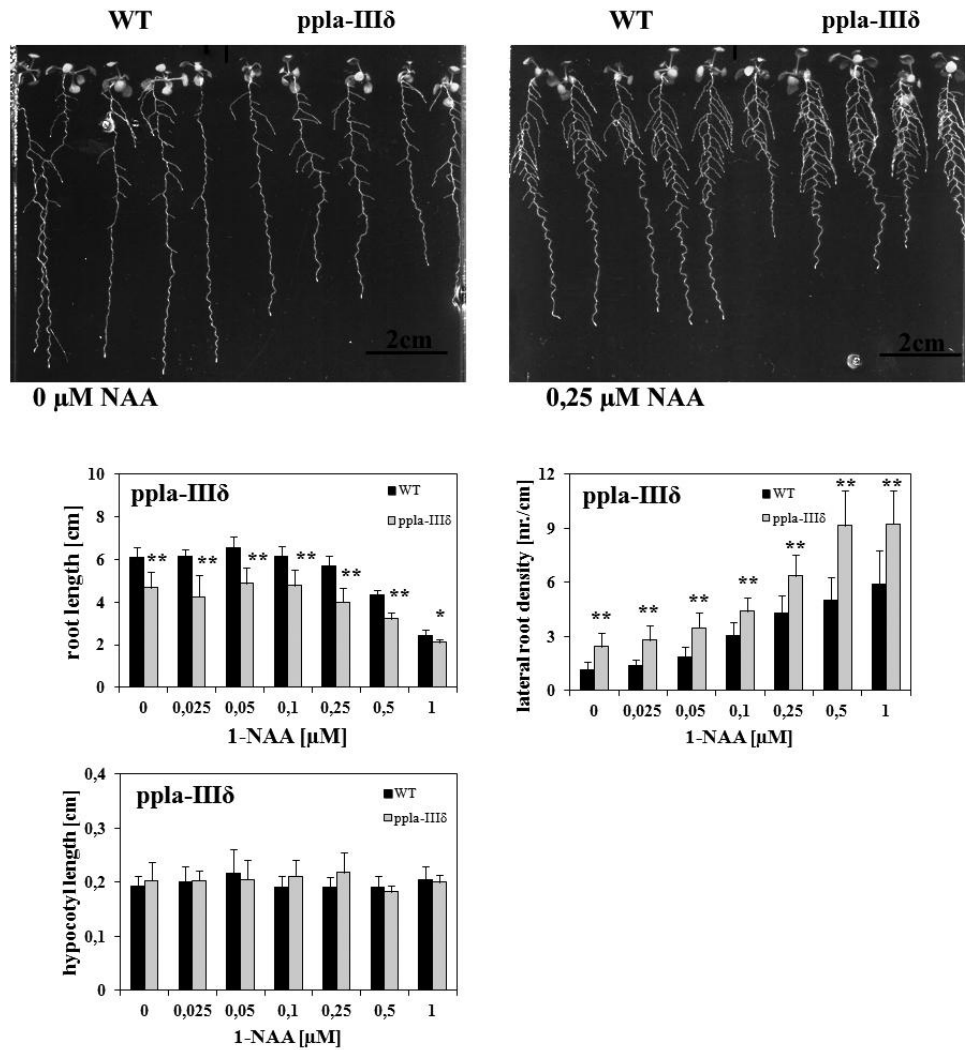 WT ppla-IIIδ WT ppla-IIIδ
2cm 2cm
0 µM NAA 0,25 µM NAA
ppla-IIIδ
WT
ppla-IIIδ
root length [cm]
10
8
6
4
2
0
** ** ** ** ** ** *
0 0,025 0,05 0,1 0,25 0,5 1
1-NAA [µM]
ppla-IIIδ
WT
ppla-IIIδ
lateral root density [nr./cm]
12
9
6
3
0
** ** ** ** ** ** **
0 0,025 0,05 0,1 0,25 0,5 1
1-NAA [µM]
ppla-IIIδ
WT
ppla-IIIδ
hypocotyl length [cm]
0,4
0,3
0,2
0,1
0
0 0,025 0,05 0,1 0,25 0,5 1
1-NAA [µM]